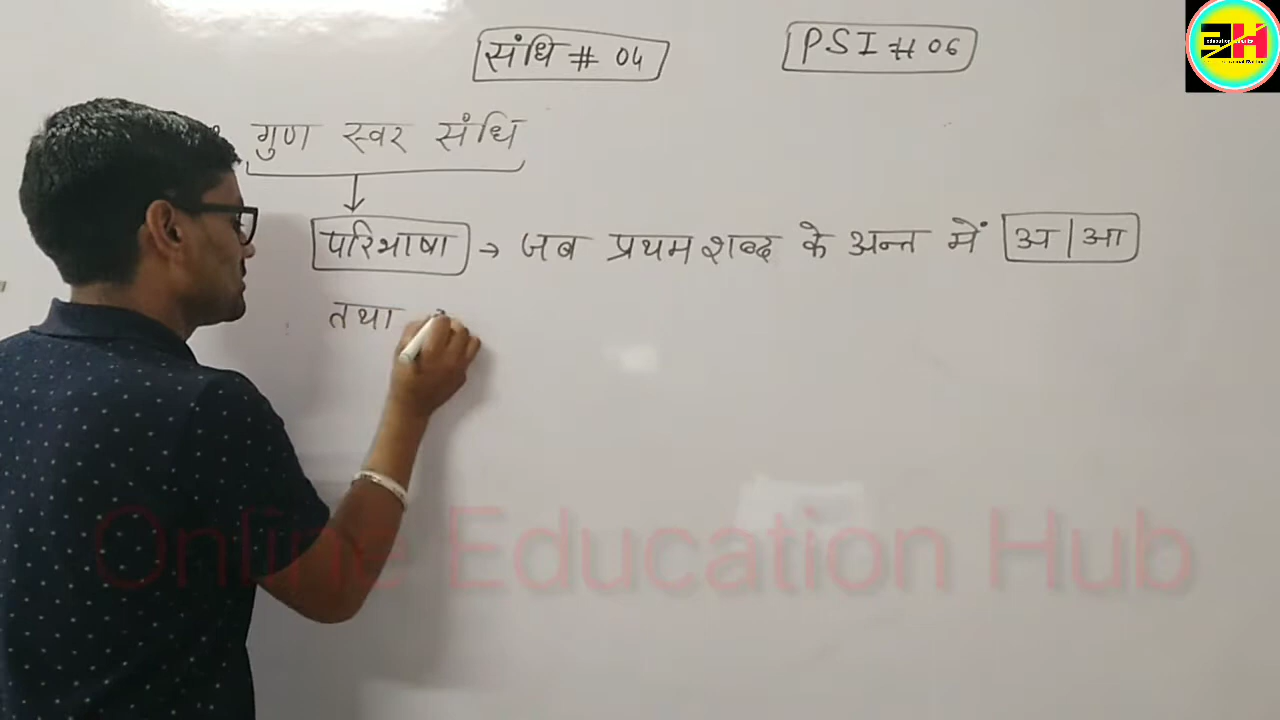 संधि # 04
PSI # 06
गुण स्वर संधि
परिभाषा → जब प्रथम शब्द के अन्त में अ|आ
तथा
Online Education Hub